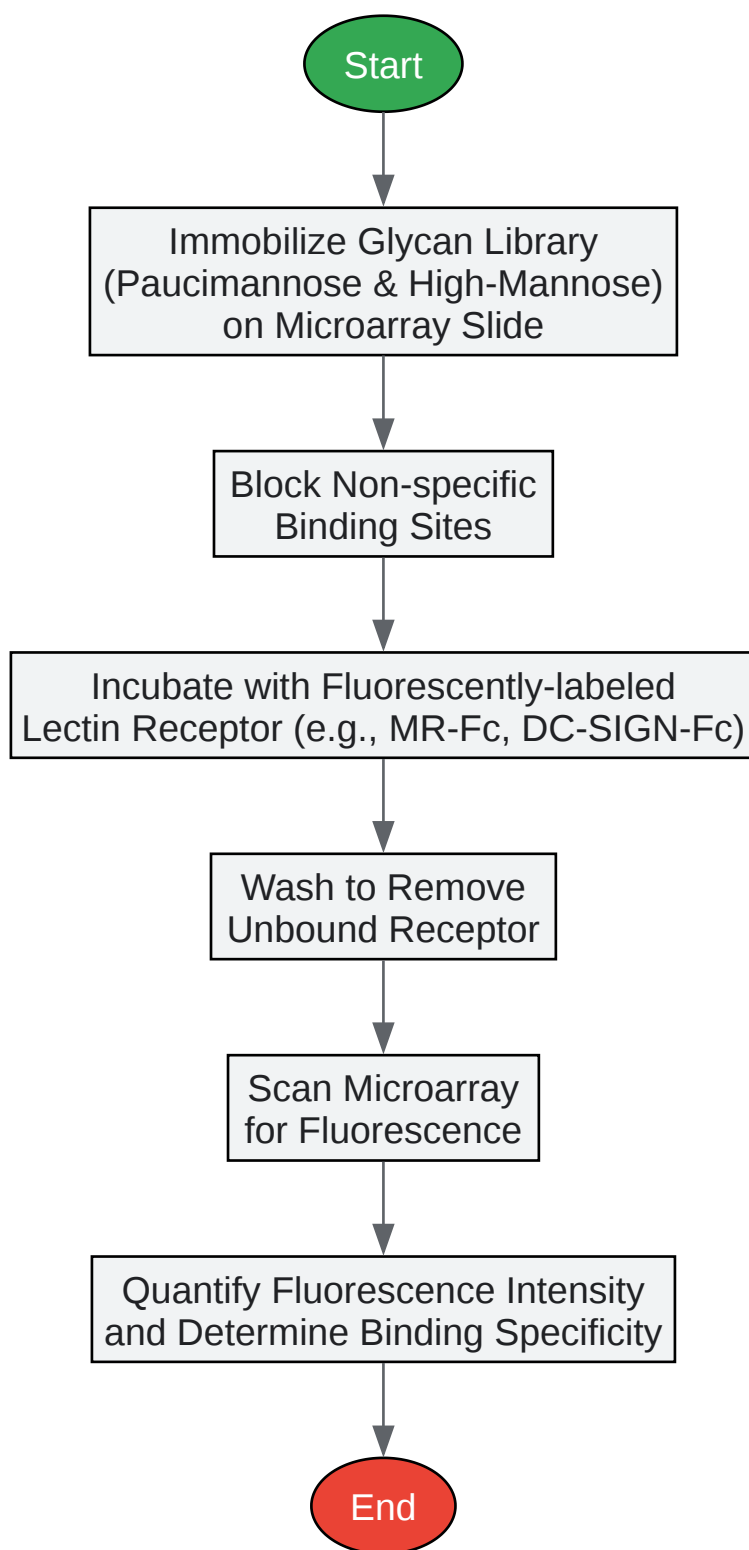 Start
Immobilize Glycan Library
(Paucimannose & High-Mannose)
on Microarray Slide
Block Non-specific
Binding Sites
Incubate with Fluorescently-labeled
Lectin Receptor (e.g., MR-Fc, DC-SIGN-Fc)
Wash to Remove
Unbound Receptor
Scan Microarray
for Fluorescence
Quantify Fluorescence Intensity
and Determine Binding Specificity
End